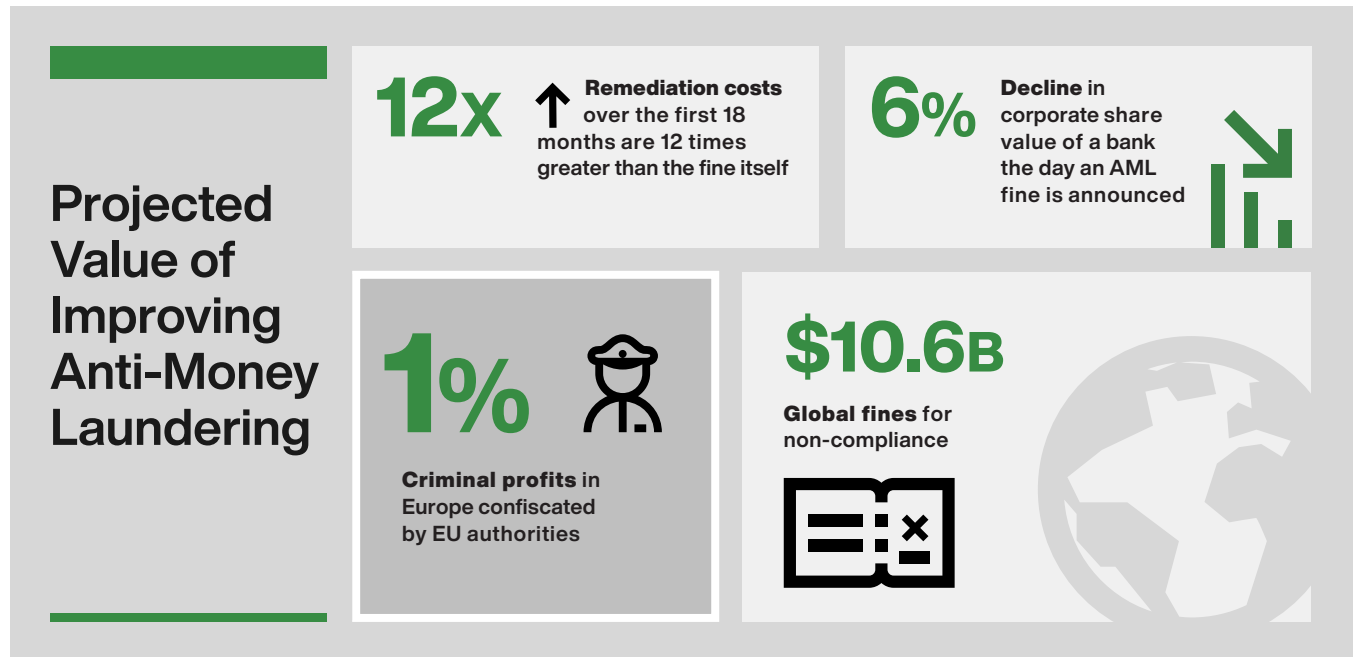 Projected
Value of
Improving
Anti-Money
Laundering
12X
Remediation costs
over the first 18
months are 12 times
greater than the fine itself
6%
Decline in
corporate share
value of a bank
the day an AML
fine is announced
1%
Criminal profits in
Europe confiscated
by EU authorities
$10.6B
Global fines for
non-compliance